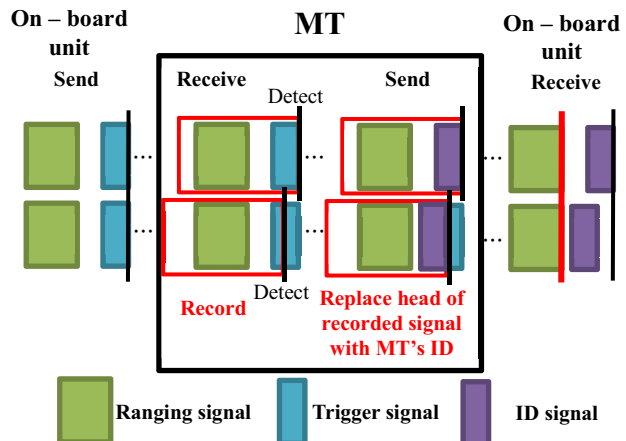 On – board
unit
Send
MT
On – board
unit
Receive
Receive
Send
Detect
...
...
...
...
...
...
Record
Detect
Replace head of
recorded signal
with MT's ID
Ranging signal
Trigger signal
ID signal